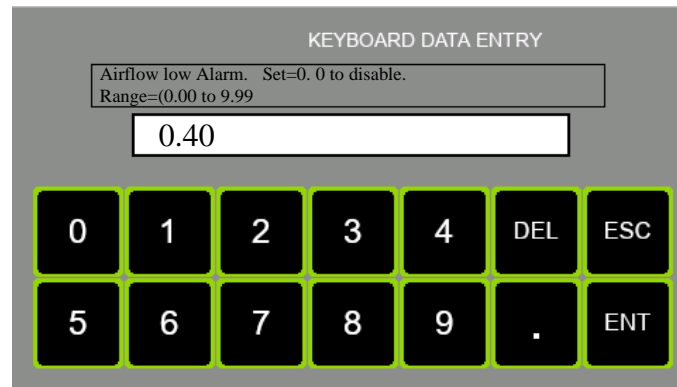 KEYBOARD DATA ENTRY
Airflow low Alarm. Set=0. 0 to disable.
Range=(0.00 to 9.99
0.40
0 1 2 3 4 DEL ESC
5 6 7 8 9 . ENT